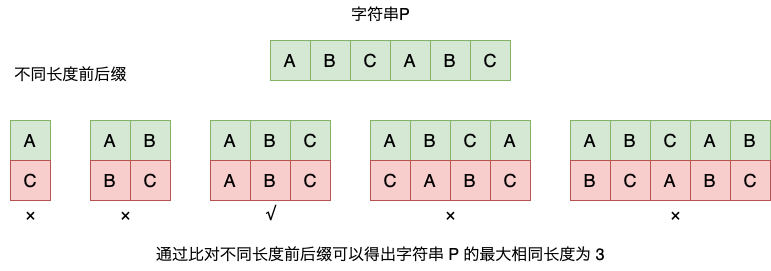 字符串P
A B C A B C
不同长度前后缀
A A B A B C A B C A A B C A B
C B C A B C C A B C B C A B C
× × √ × ×
通过比对不同长度前后缀可以得出字符串 P 的最大相同长度为 3